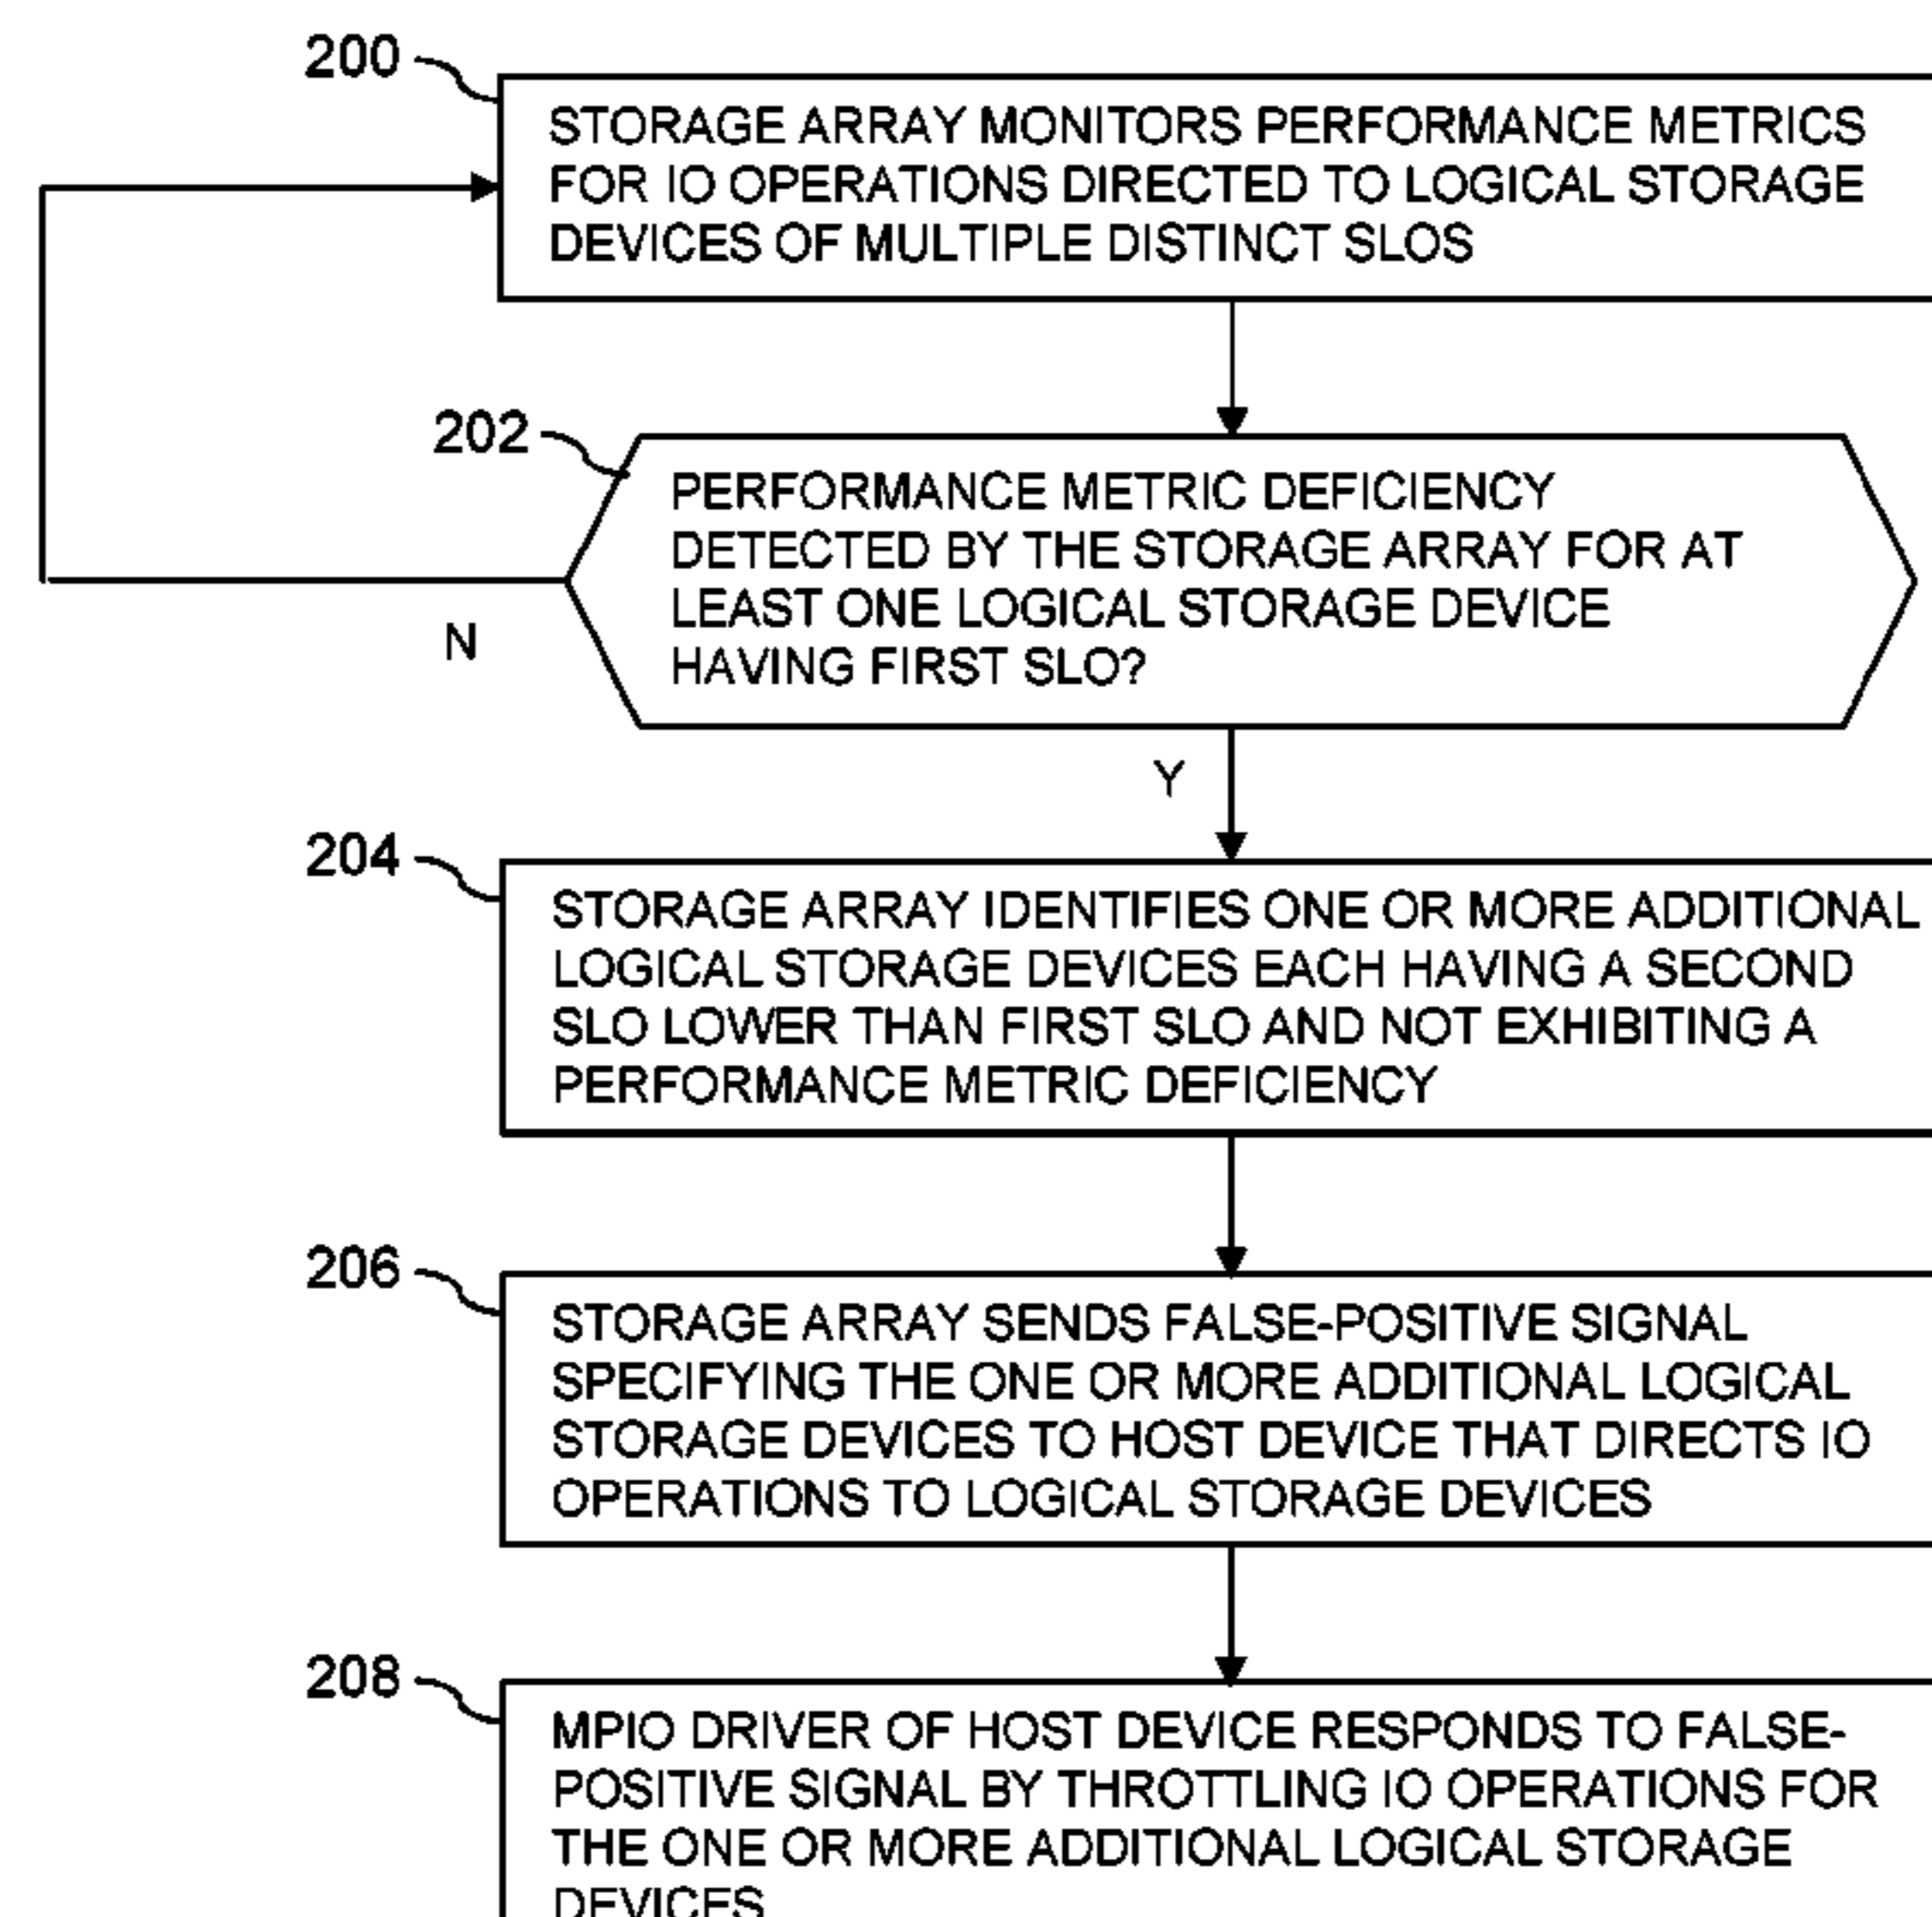 200
STORAGE ARRAY MONITORS PERFORMANCE METRICS
FOR IO OPERATIONS DIRECTED TO LOGICAL STORAGE
DEVICES OF MULTIPLE DISTINCT SLOS
202
PERFORMANCE METRIC DEFICIENCY
DETECTED BY THE STORAGE ARRAY FOR AT
LEAST ONE LOGICAL STORAGE DEVICE
HAVING FIRST SLO?
N
Y
204
STORAGE ARRAY IDENTIFIES ONE OR MORE ADDITIONAL
LOGICAL STORAGE DEVICES EACH HAVING A SECOND
SLO LOWER THAN FIRST SLO AND NOT EXHIBITING A
PERFORMANCE METRIC DEFICIENCY
206
STORAGE ARRAY SENDS FALSE-POSITIVE SIGNAL
SPECIFYING THE ONE OR MORE ADDITIONAL LOGICAL
STORAGE DEVICES TO HOST DEVICE THAT DIRECTS IO
OPERATIONS TO LOGICAL STORAGE DEVICES
208
MPIO DRIVER OF HOST DEVICE RESPONDS TO FALSE-
POSITIVE SIGNAL BY THROTTLING IO OPERATIONS FOR
THE ONE OR MORE ADDITIONAL LOGICAL STORAGE
DEVICES